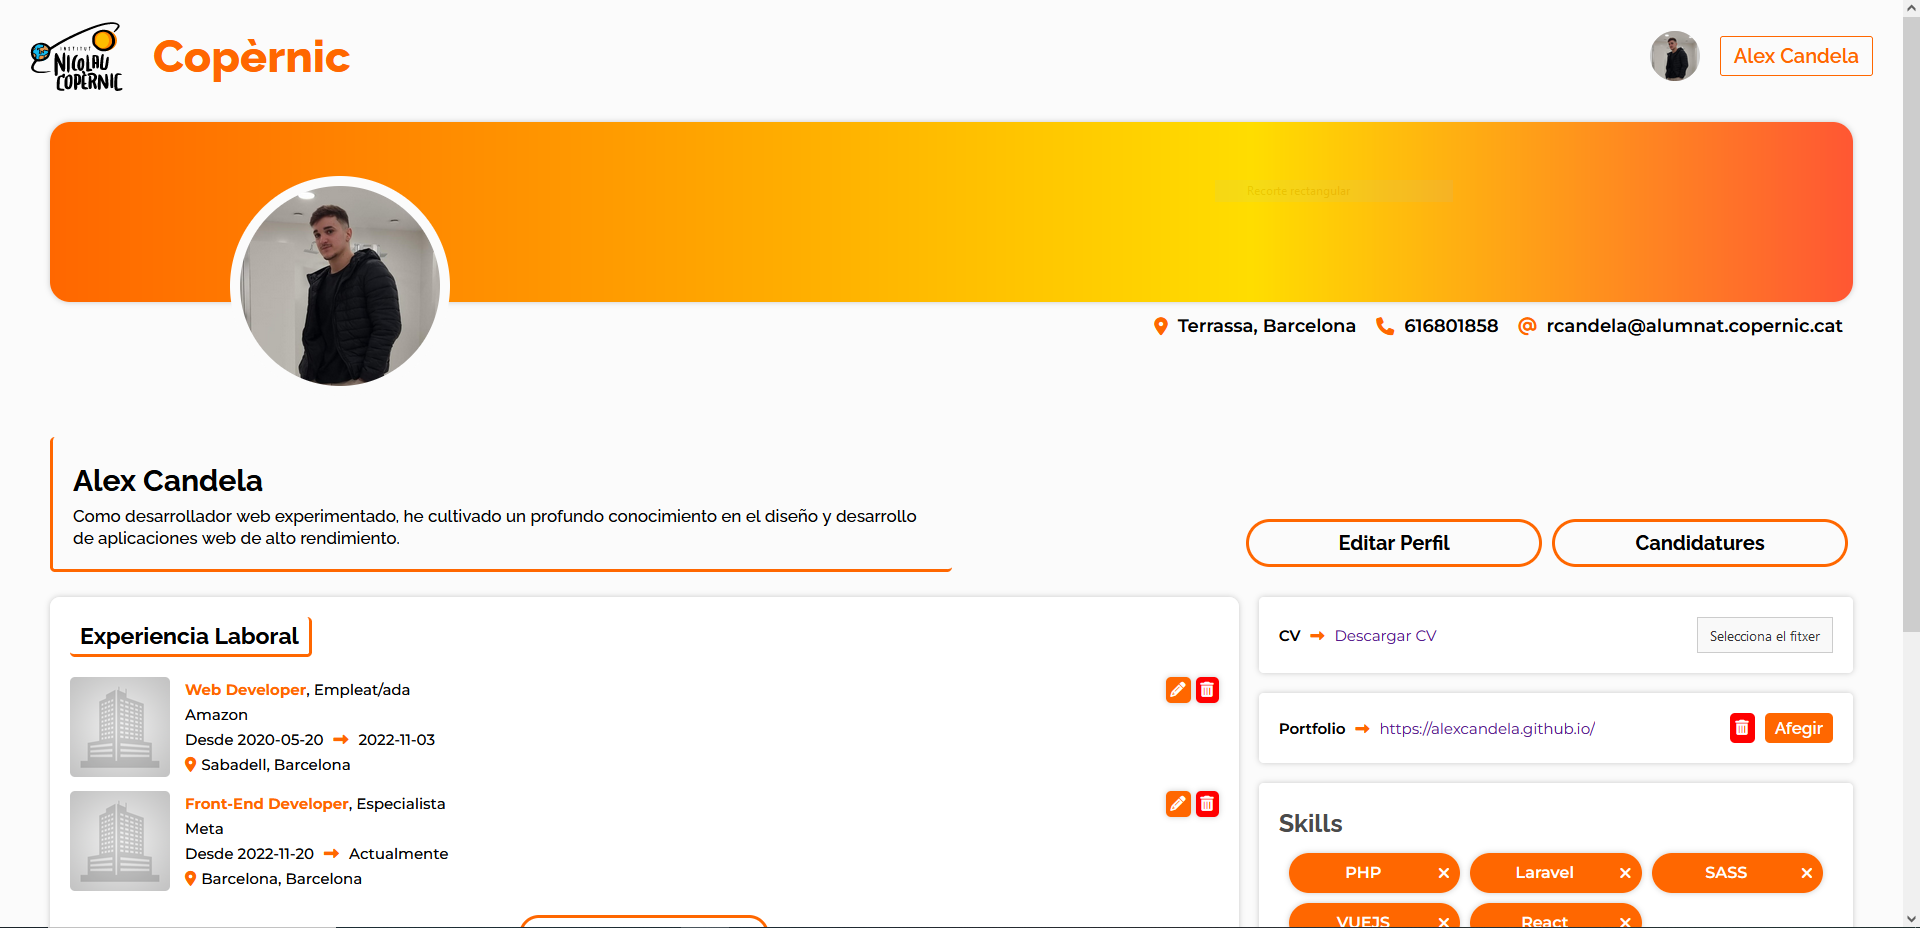 INSTITUT
NICOLAU
COPÈRNIC
Copèrnic
Alex Candela
Recorte rectangular
Terrassa, Barcelona 616801858 rcandela@alumnat.copernic.cat
Alex Candela
Como desarrollador web experimentado, he cultivado un profundo conocimiento en el diseño y desarrollo
de aplicaciones web de alto rendimiento.
Editar Perfil
Candidatures
Experiencia Laboral
Web Developer, Empleat/ada
Amazon
Desde 2020-05-20 → 2022-11-03
Sabadell, Barcelona
Front-End Developer, Especialista
Meta
Desde 2022-11-20 → Actualmente
Barcelona, Barcelona
CV → Descargar CV
Selecciona el fitxer
Portfolio → https://alexcandela.github.io/
Afegir
Skills
PHP ×
Laravel ×
SASS ×
VUEJS ×
React ×